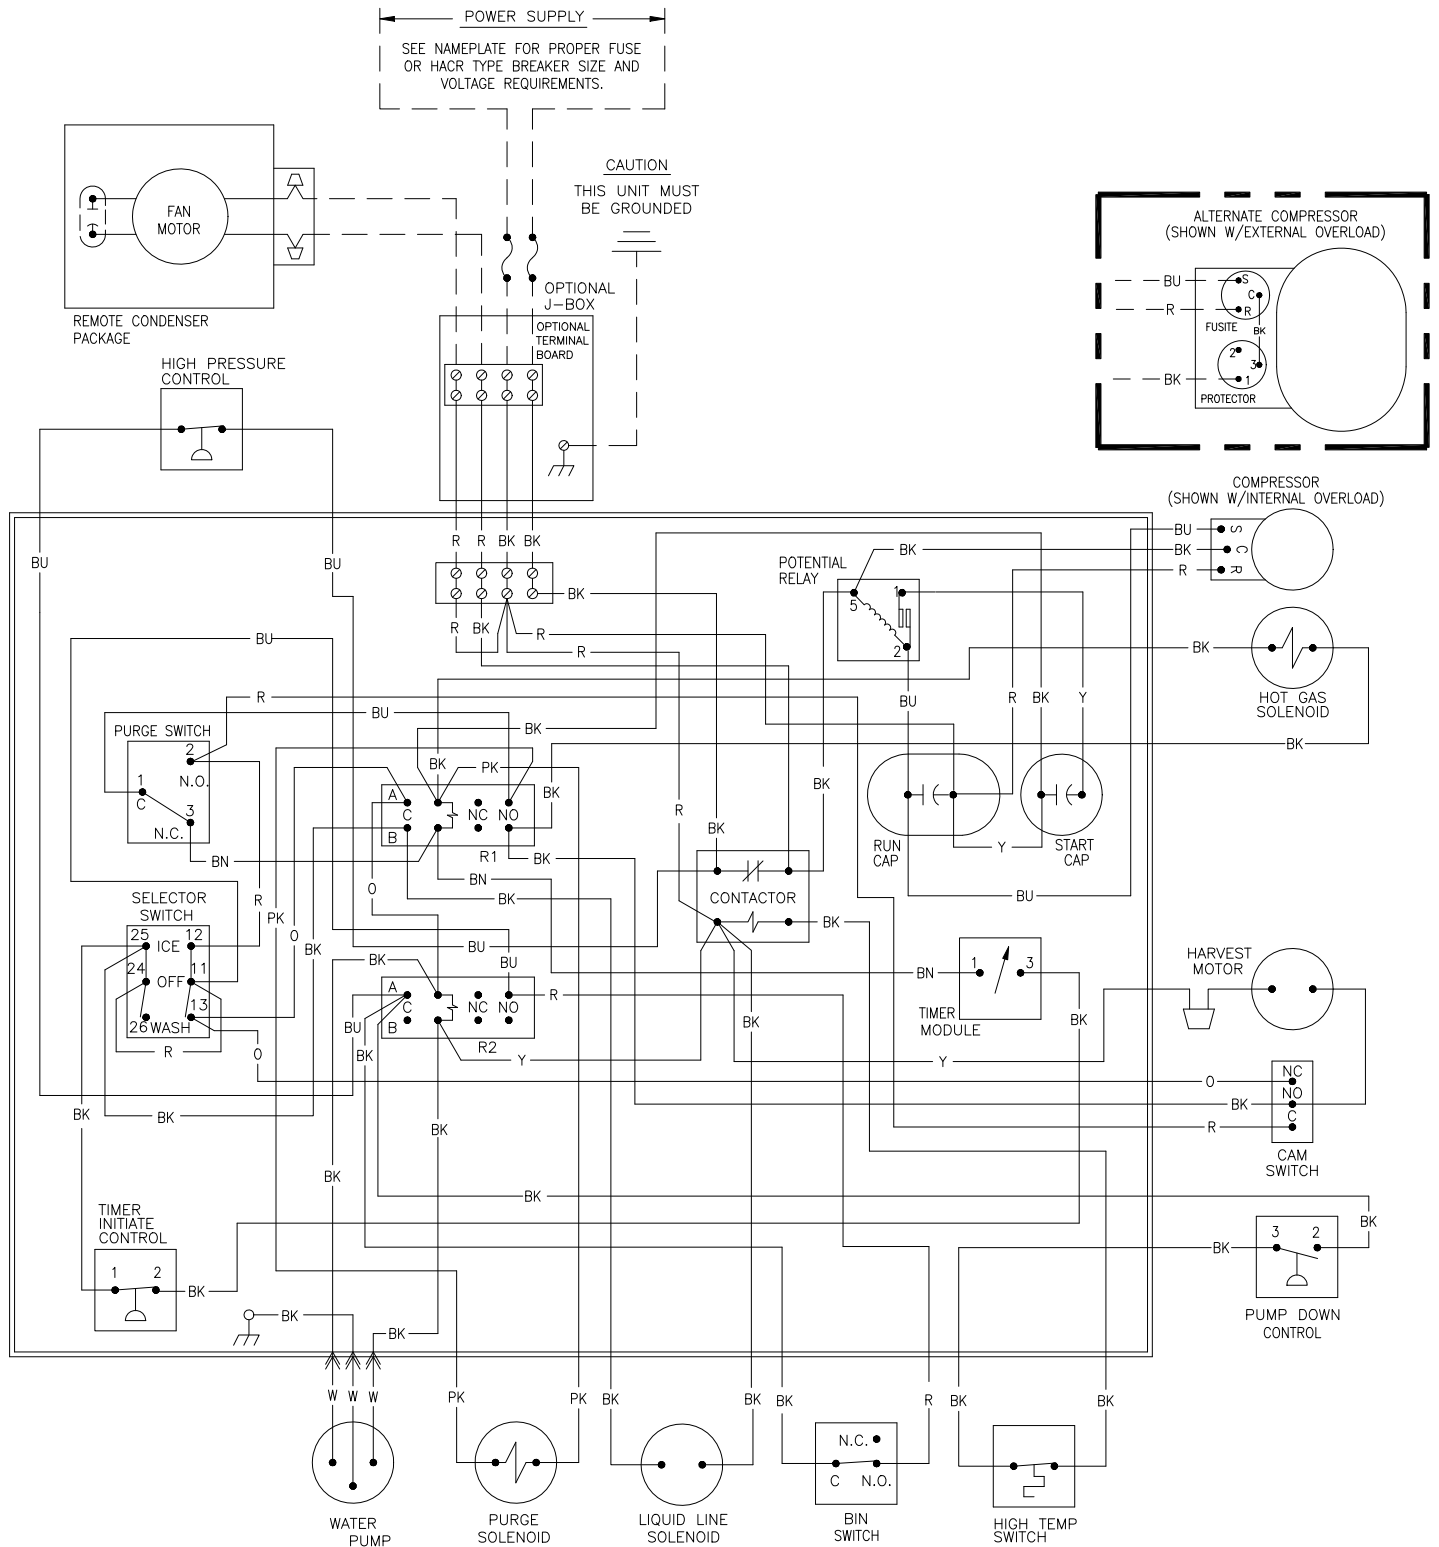 POWER SUPPLY
SEE NAMEPLATE FOR PROPER FUSE
OR HACR TYPE BREAKER SIZE AND
VOLTAGE REQUIREMENTS.
CAUTION
THIS UNIT MUST
BE GROUNDED
FAN
MOTOR
REMOTE CONDENSER
PACKAGE
ALTERNATE COMPRESSOR
(SHOWN W/EXTERNAL OVERLOAD)
BU
S
C
R
R
FUSITE
BK
2
3
BK
1
PROTECTOR
OPTIONAL
J-BOX
OPTIONAL
TERMINAL
BOARD
HIGH PRESSURE
CONTROL
COMPRESSOR
(SHOWN W/INTERNAL OVERLOAD)
BU
S
BK
C
R
R
R
R
BK
BK
BU
BU
POTENTIAL
RELAY
BK
5
1
2
BK
R
BK
R
R
BU
BK
HOT GAS
SOLENOID
R
BU
BU
R
BK
Y
PURGE SWITCH
2
N.O.
1
C
3
N.C.
BK
BK
BK
PK
BK
BK
A
C
NC
NO
B
R1
R
BK
RUN
CAP
Y
START
CAP
BN
BK
BN
BK
O
BU
CONTACTOR
BK
SELECTOR
SWITCH
25
ICE
12
24
OFF
11
13
26
WASH
R
R
O
PK
O
BK
BU
BK
BU
A
C
NC
NO
B
R2
R
BU
BK
Y
BK
BN
1
3
TIMER
MODULE
BK
HARVEST
MOTOR
Y
O
NC
NO
BK
C
R
CAM
SWITCH
BK
BK
BK
BK
BK
BK
TIMER
INITIATE
CONTROL
1
2
BK
BK
BK
BK
3
2
PUMP DOWN
CONTROL
W
W
W
PK
PK
BK
BK
BK
R
BK
BK
WATER
PUMP
PURGE
SOLENOID
LIQUID LINE
SOLENOID
N.C.
C
N.O.
BIN
SWITCH
HIGH TEMP
SWITCH